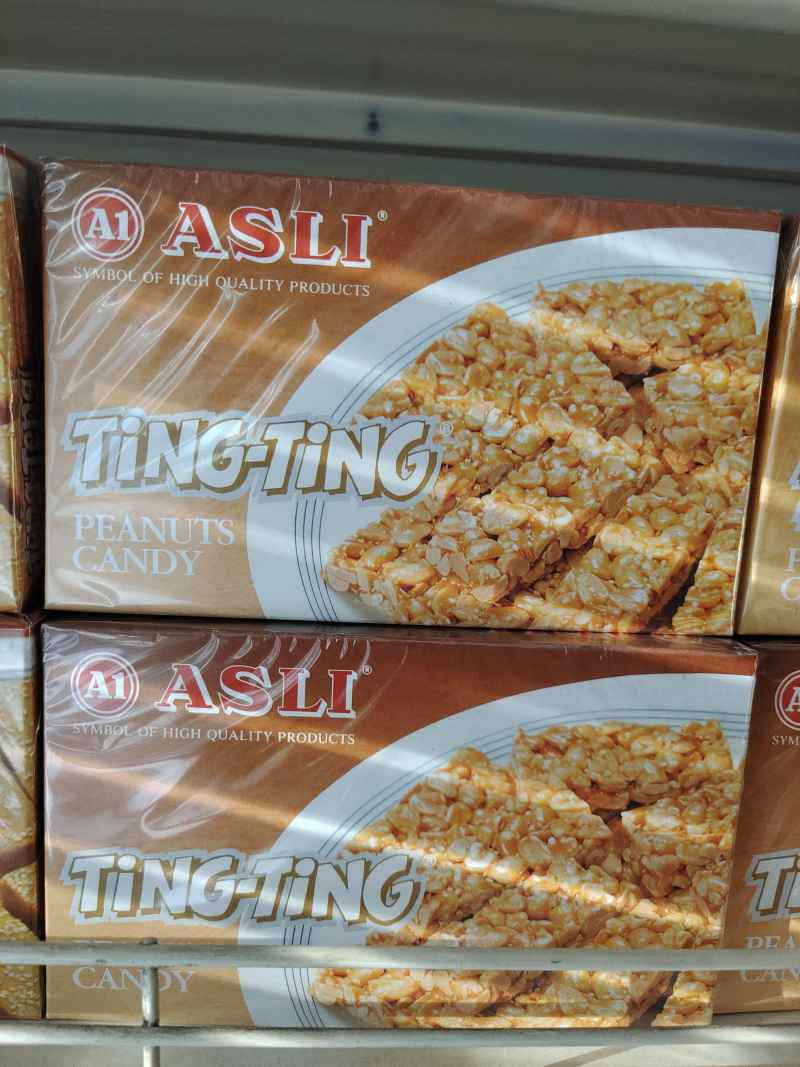 A1 ASLI®
SYMBOL OF HIGH QUALITY PRODUCTS
TiNG-TiNG®
PEANUTS
CANDY
A1 ASLI®
SYMBOL OF HIGH QUALITY PRODUCTS
TiNG-TiNG®
CANDY